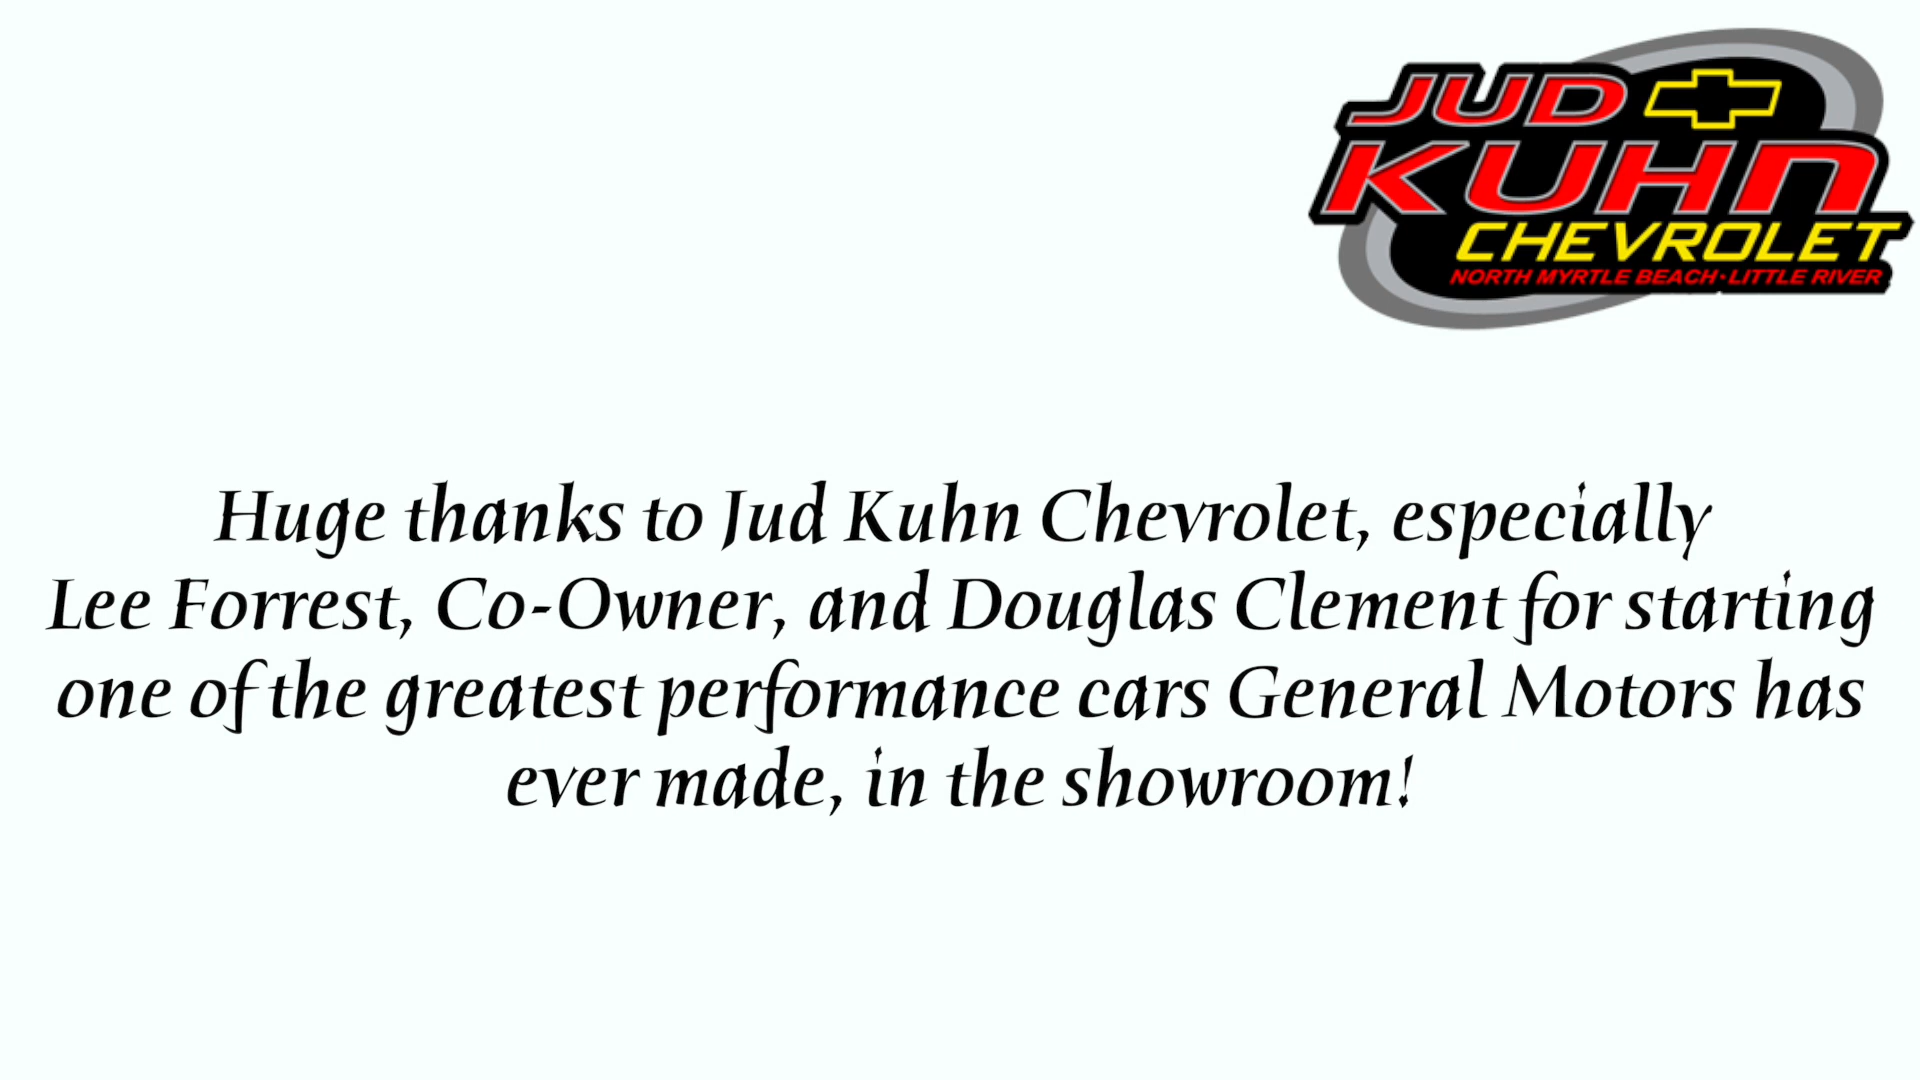 JUD
KUHN
CHEVROLET
NORTH MYRTLE BEACH • LITTLE RIVER
Huge thanks to Jud Kuhn Chevrolet, especially
Lee Forrest, Co-Owner, and Douglas Clement for starting
one of the greatest performance cars General Motors has
ever made, in the showroom!